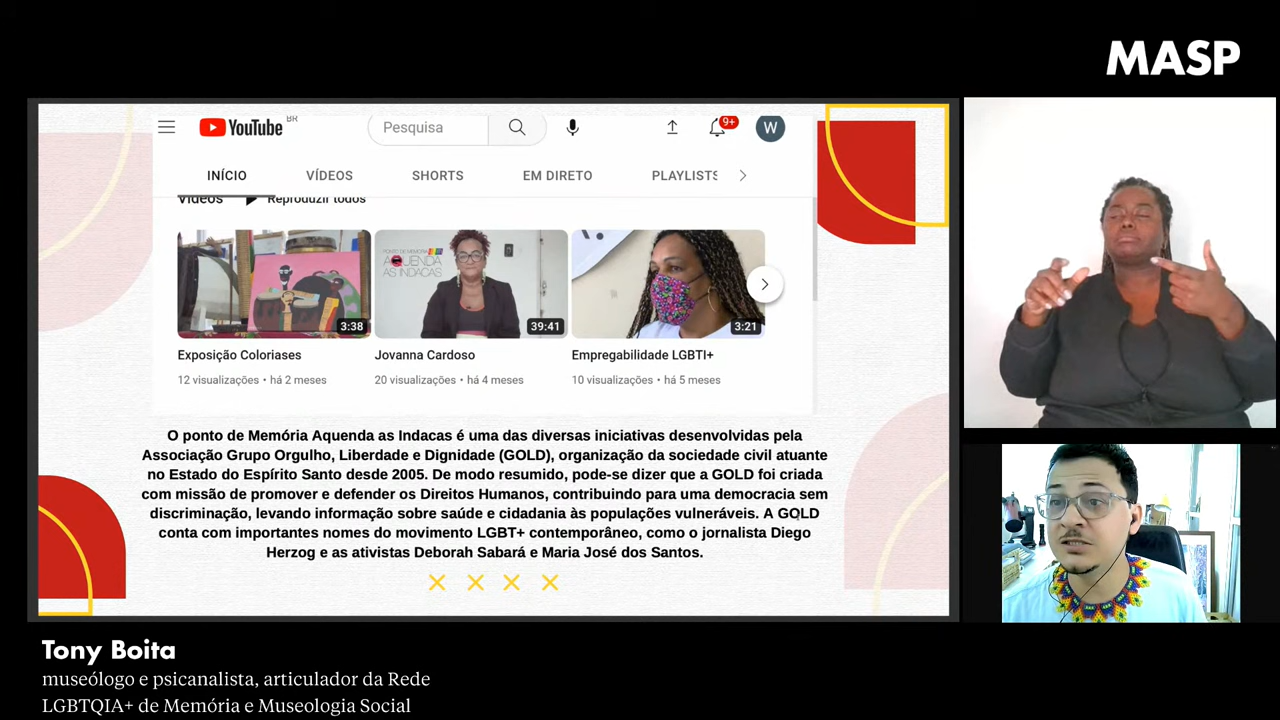 MASP
YouTube BR
Pesquisa
9+
W
INÍCIO
VÍDEOS
SHORTS
EM DIRETO
PLAYLISTS
Vídeos
Reproduzir todos
PONTO DE MEMÓRIA
AQUENDA
AS INDACAS
3:38
39:41
3:21
Exposição Coloriases
Jovanna Cardoso
Empregabilidade LGBTI+
12 visualizações • há 2 meses
20 visualizações • há 4 meses
10 visualizações • há 5 meses
O ponto de Memória Aquenda as Indacas é uma das diversas iniciativas desenvolvidas pela
Associação Grupo Orgulho, Liberdade e Dignidade (GOLD), organização da sociedade civil atuante
no Estado do Espírito Santo desde 2005. De modo resumido, pode-se dizer que a GOLD foi criada
com missão de promover e defender os Direitos Humanos, contribuindo para uma democracia sem
discriminação, levando informação sobre saúde e cidadania às populações vulneráveis. A GOLD
conta com importantes nomes do movimento LGBT+ contemporâneo, como o jornalista Diego
Herzog e as ativistas Deborah Sabará e Maria José dos Santos.
Tony Boita
museólogo e psicanalista, articulador da Rede
LGBTQIA+ de Memória e Museologia Social